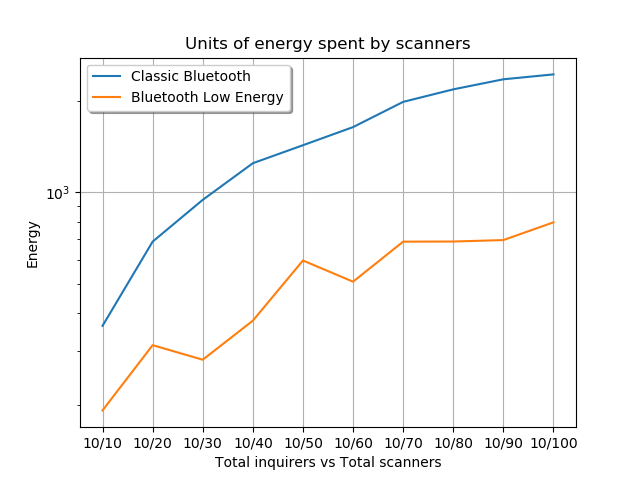 Units of energy spent by scanners
Classic Bluetooth
Bluetooth Low Energy
10³
Energy
10/10 10/20 10/30 10/40 10/50 10/60 10/70 10/80 10/90 10/100
Total inquirers vs Total scanners